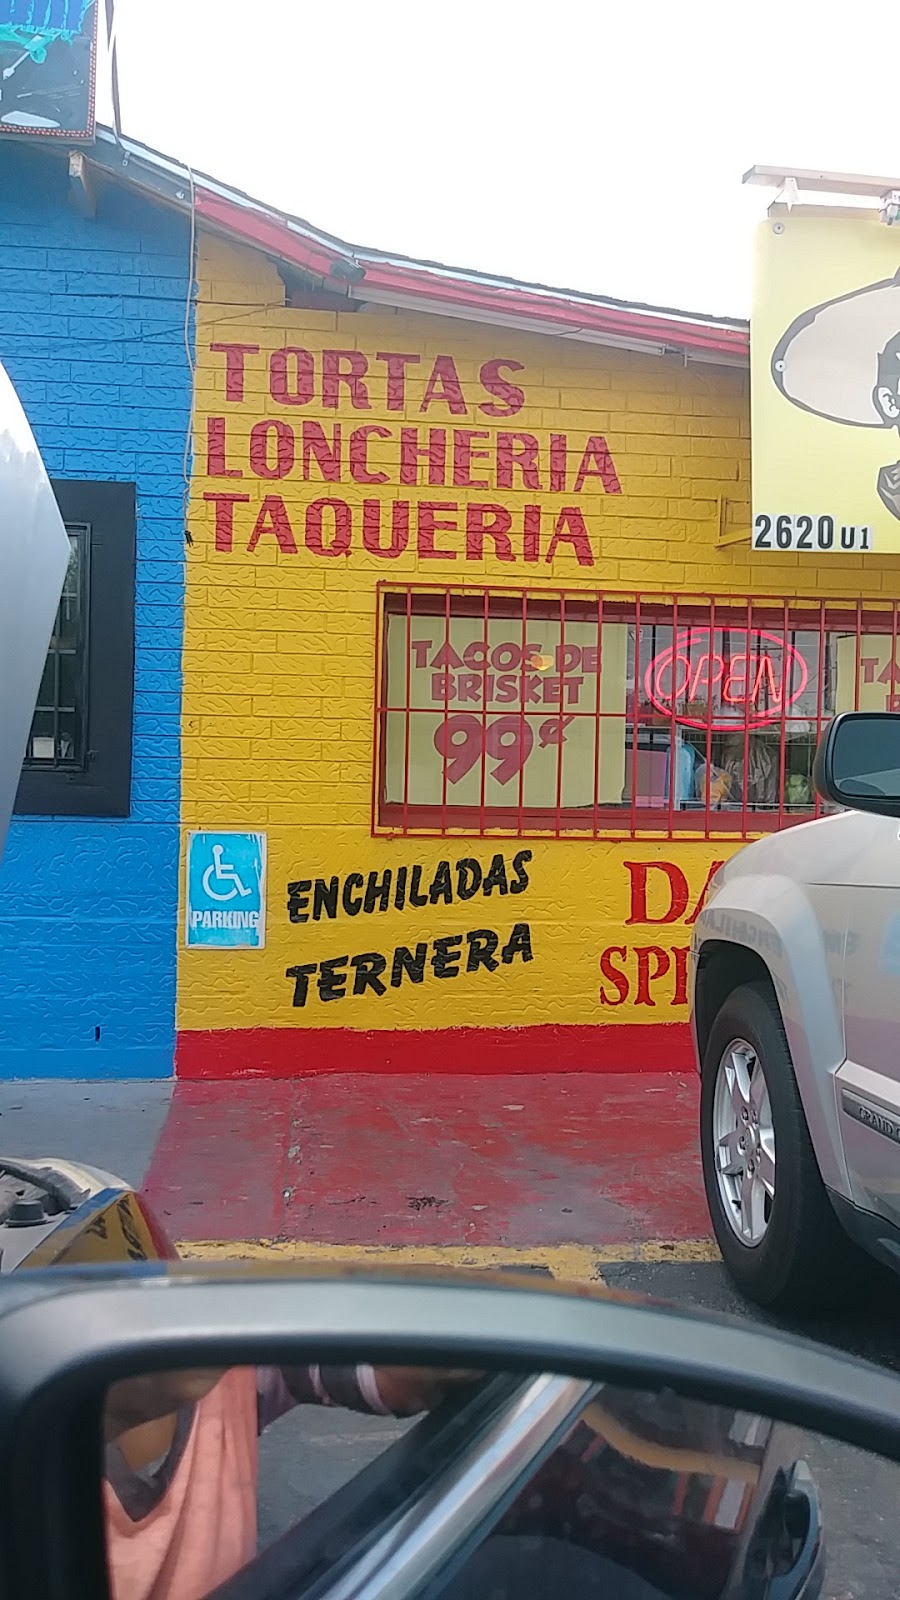 TORTAS
LONCHERIA
TAQUERIA
2620 U1
TACOS DE
BRISKET
99¢
OPEN
PARKING
ENCHILADAS
TERNERA